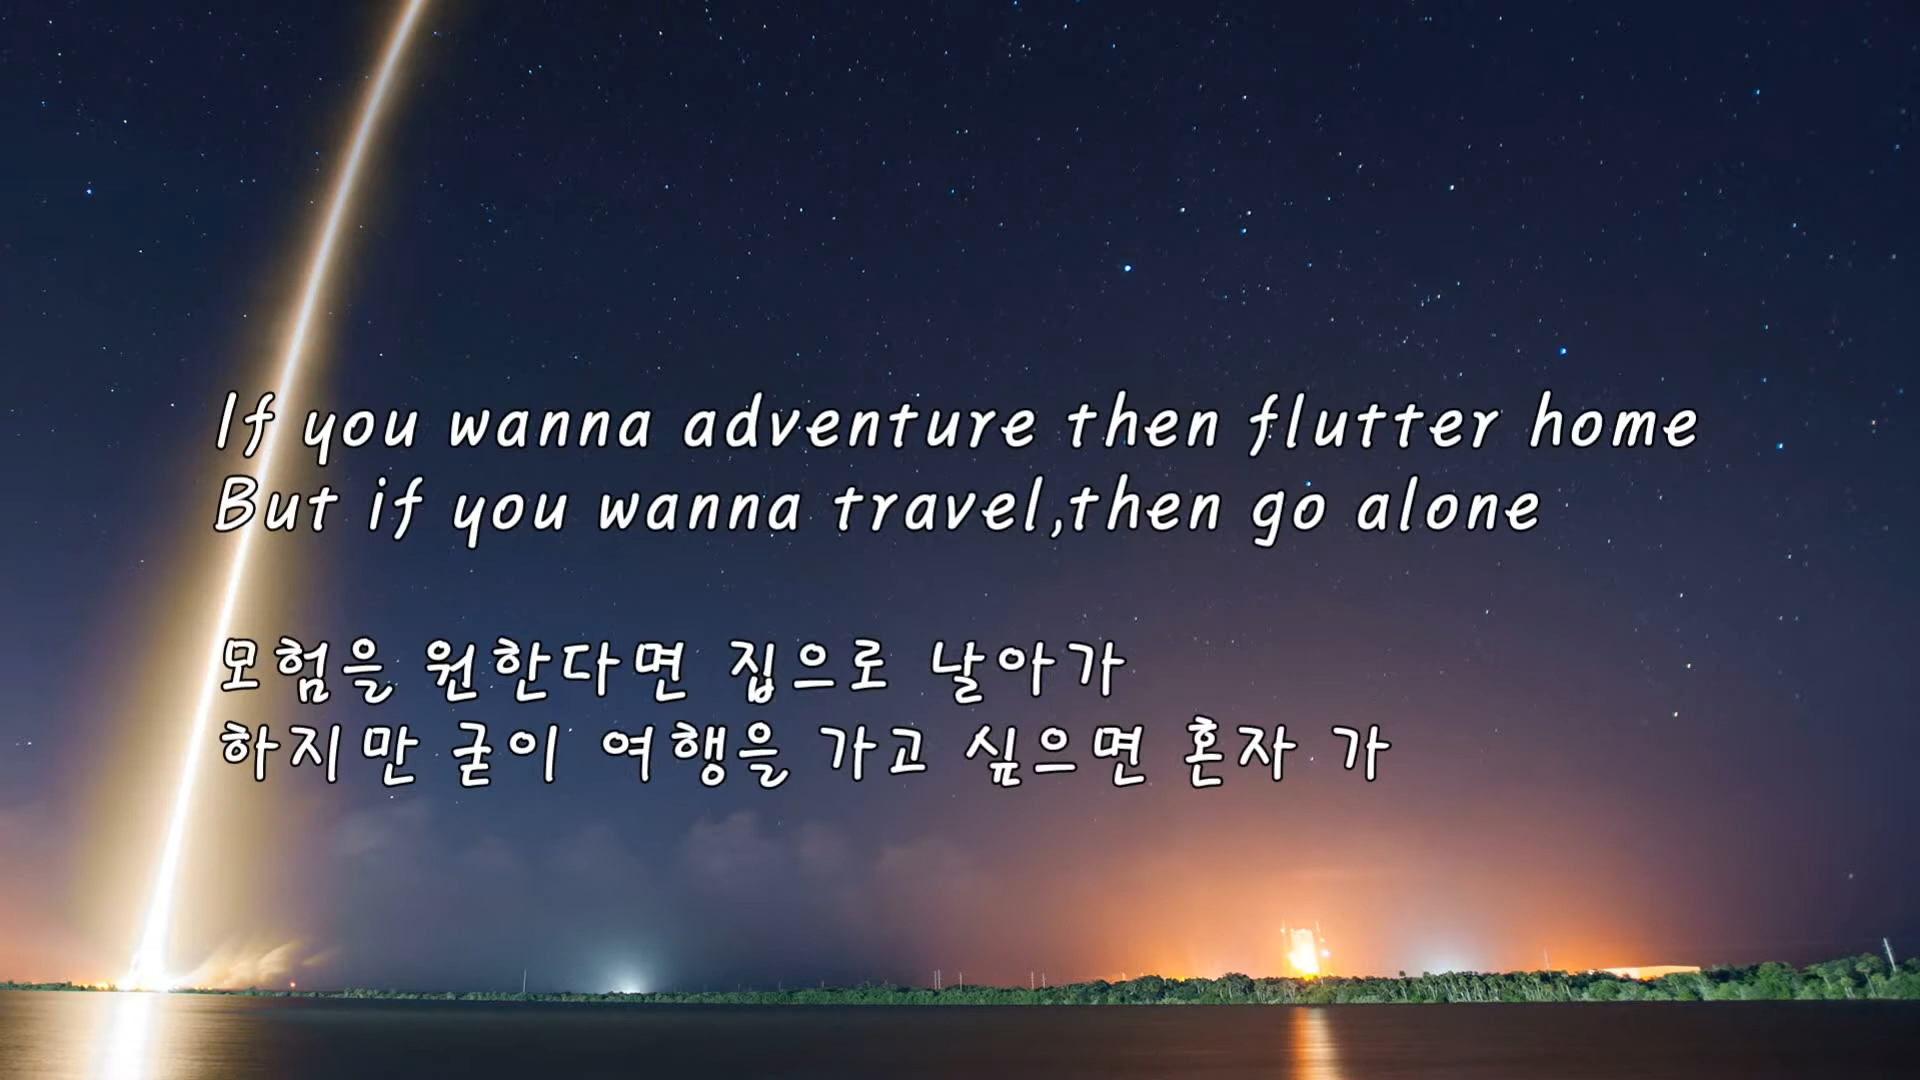 If you wanna adventure then flutter home
But if you wanna travel,then go alone
모험을 원한다면 집으로 날아가
하지만 굳이 여행을 가고 싶으면 혼자 가